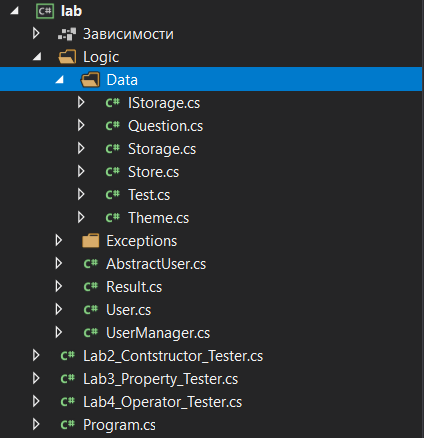 C# lab
Зависимости
Logic
Data
C# IStorage.cs
C# Question.cs
C# Storage.cs
C# Store.cs
C# Test.cs
C# Theme.cs
Exceptions
C# AbstractUser.cs
C# Result.cs
C# User.cs
C# UserManager.cs
C# Lab2_Contstructor_Tester.cs
C# Lab3_Property_Tester.cs
C# Lab4_Operator_Tester.cs
C# Program.cs